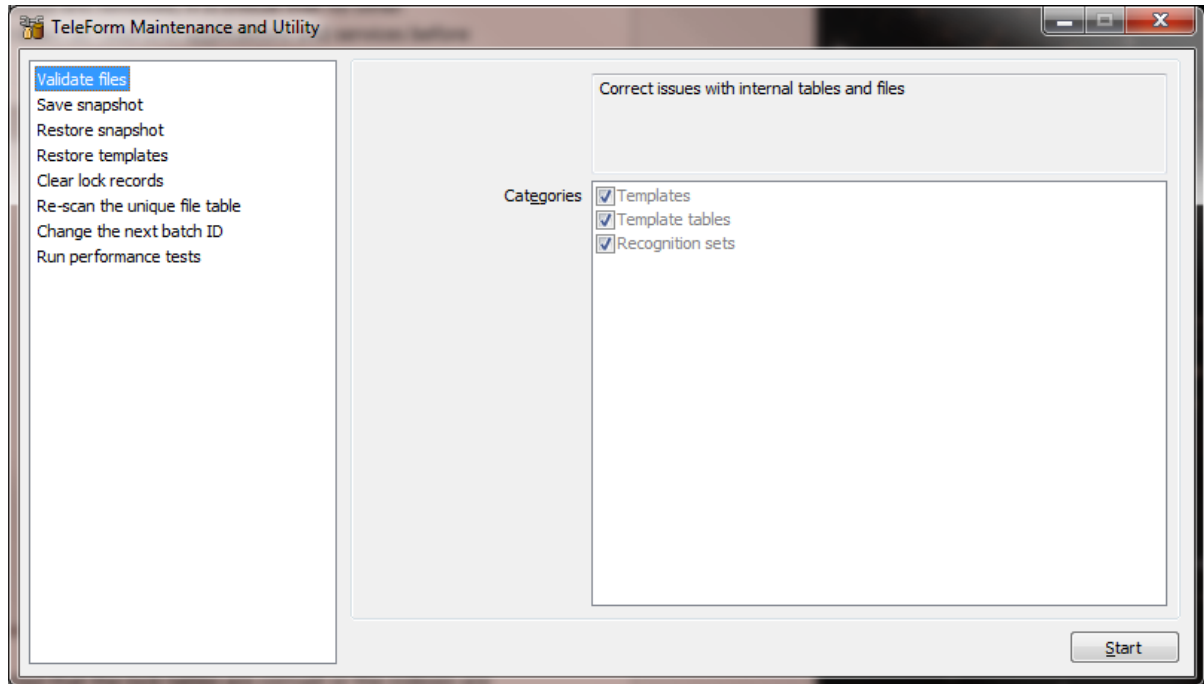 TeleForm Maintenance and Utility
services before
Validate files
Save snapshot
Restore snapshot
Restore templates
Clear lock records
Re-scan the unique file table
Change the next batch ID
Run performance tests
Correct issues with internal tables and files
Categories
Templates
Template tables
Recognition sets
Start